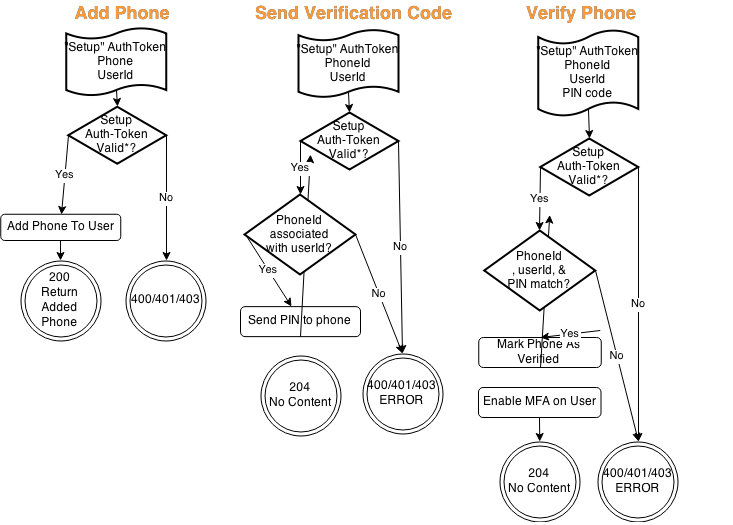 Add Phone
"Setup" AuthToken
Phone
UserId
Setup
Auth-Token
Valid*?
Yes
No
Add Phone To User
200
Return
Added
Phone
400/401/403
Send Verification Code
"Setup" AuthToken
PhoneId
UserId
Setup
Auth-Token
Valid*?
Yes
PhoneId
associated
with userId?
No
Yes
No
Send PIN to phone
204
No Content
400/401/403
ERROR
Verify Phone
"Setup" AuthToken
PhoneId
UserId
PIN code
Setup
Auth-Token
Valid*?
Yes
PhoneId
, userId, &
PIN match?
No
Yes
Mark Phone As
Verified
No
Enable MFA on User
204
No Content
400/401/403
ERROR